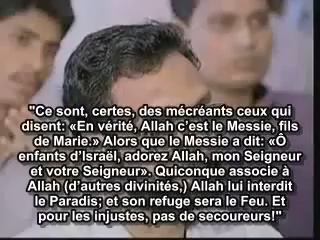 "Ce sont, certes, des mécréants ceux qui
disent: «En vérité, Allah c'est le Messie, fils
de Marie.» Alors que le Messie a dit: «Ô
enfants d'Israël, adorez Allah, mon Seigneur
et votre Seigneur». Quiconque associe à
Allah (d'autres divinités,) Allah lui interdit
le Paradis; et son refuge sera le Feu. Et
pour les injustes, pas de secoureurs!"